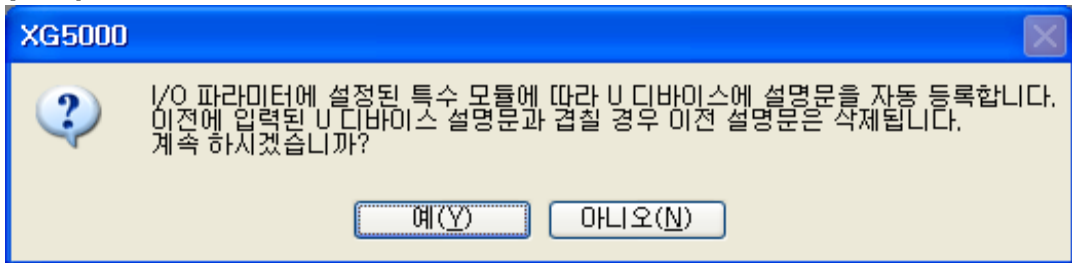 XG5000
I/O 파라미터에 설정된 특수 모듈에 따라 U 디바이스에 설명문을 자동 등록합니다.
이전에 입력된 U 디바이스 설명문과 겹칠 경우 이전 설명문은 삭제됩니다.
계속 하시겠습니까?
예(Y) 아니오(N)